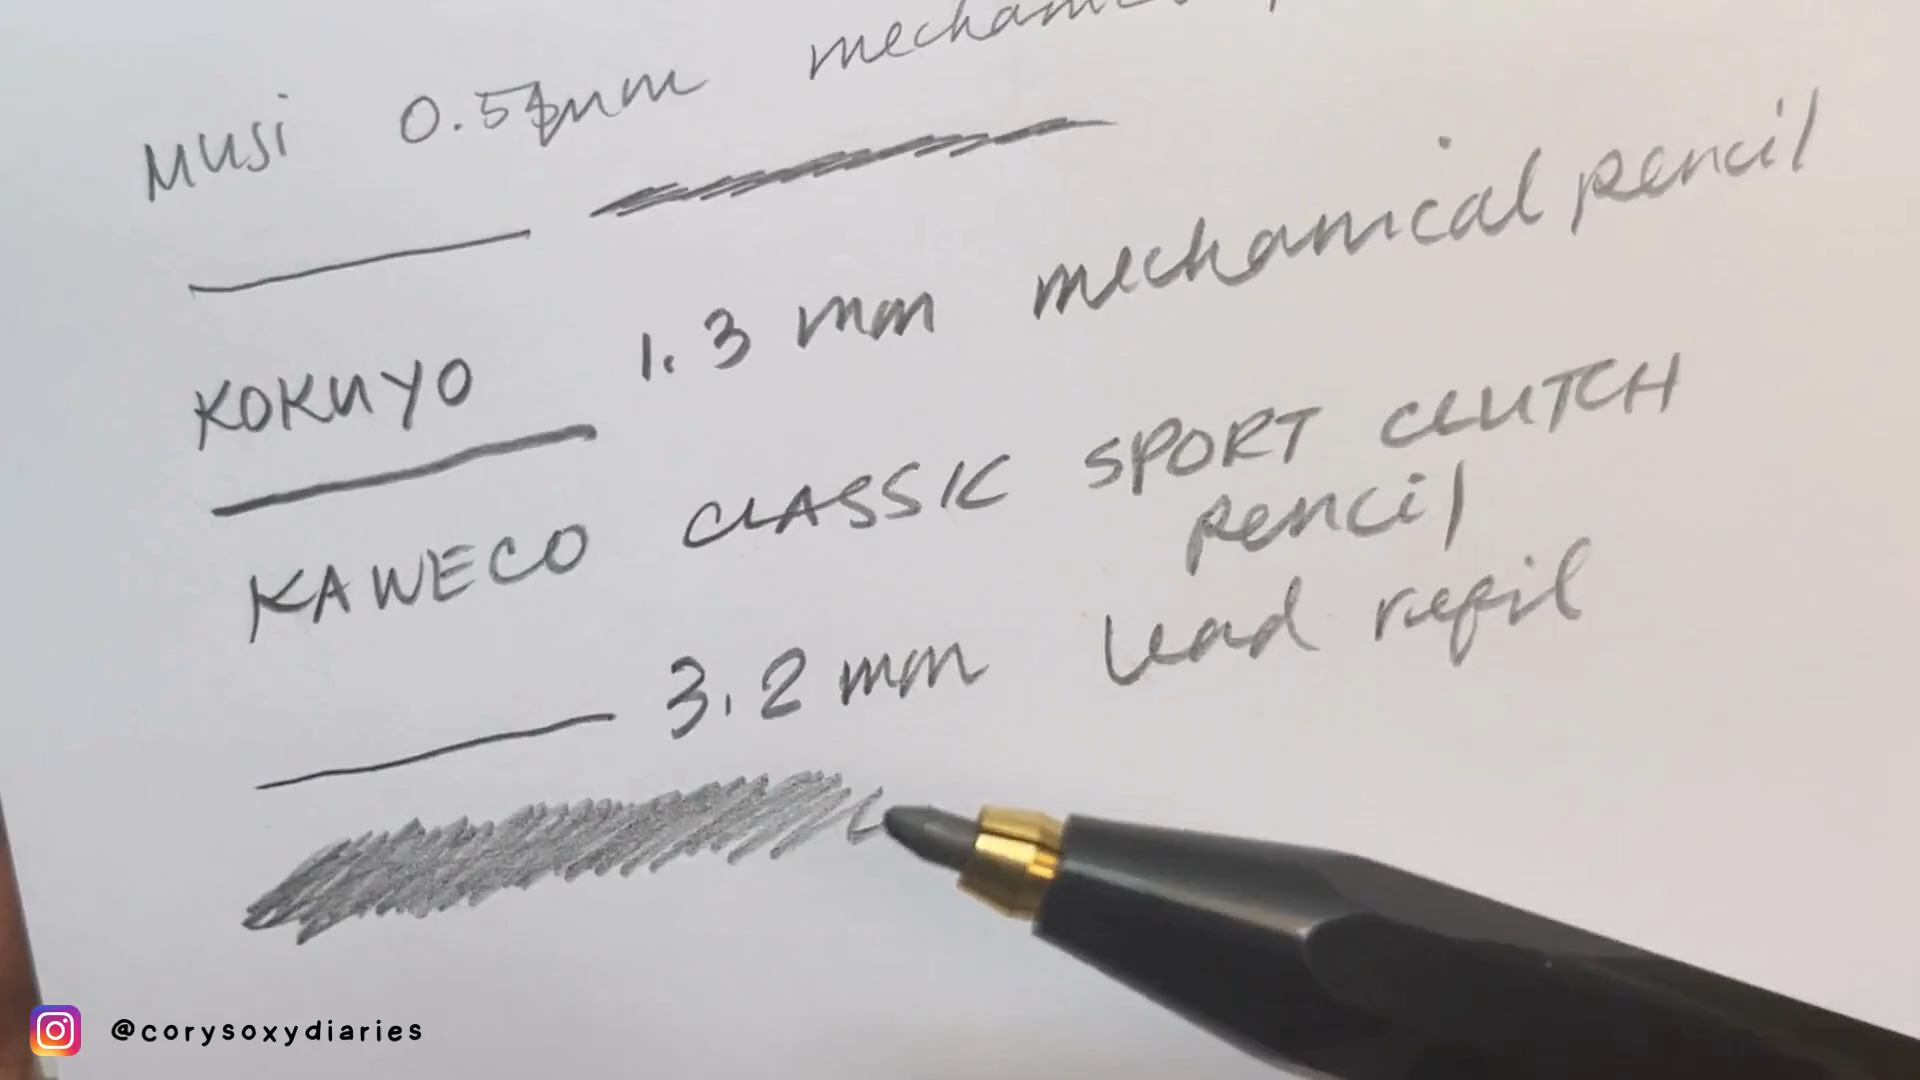 MUSI 0.5mm mechanical
KOKUYO 1.3 mm mechanical pencil
KAWECO CLASSIC SPORT CLUTCH
pencil
3.2 mm lead refil
@corysoxydiaries